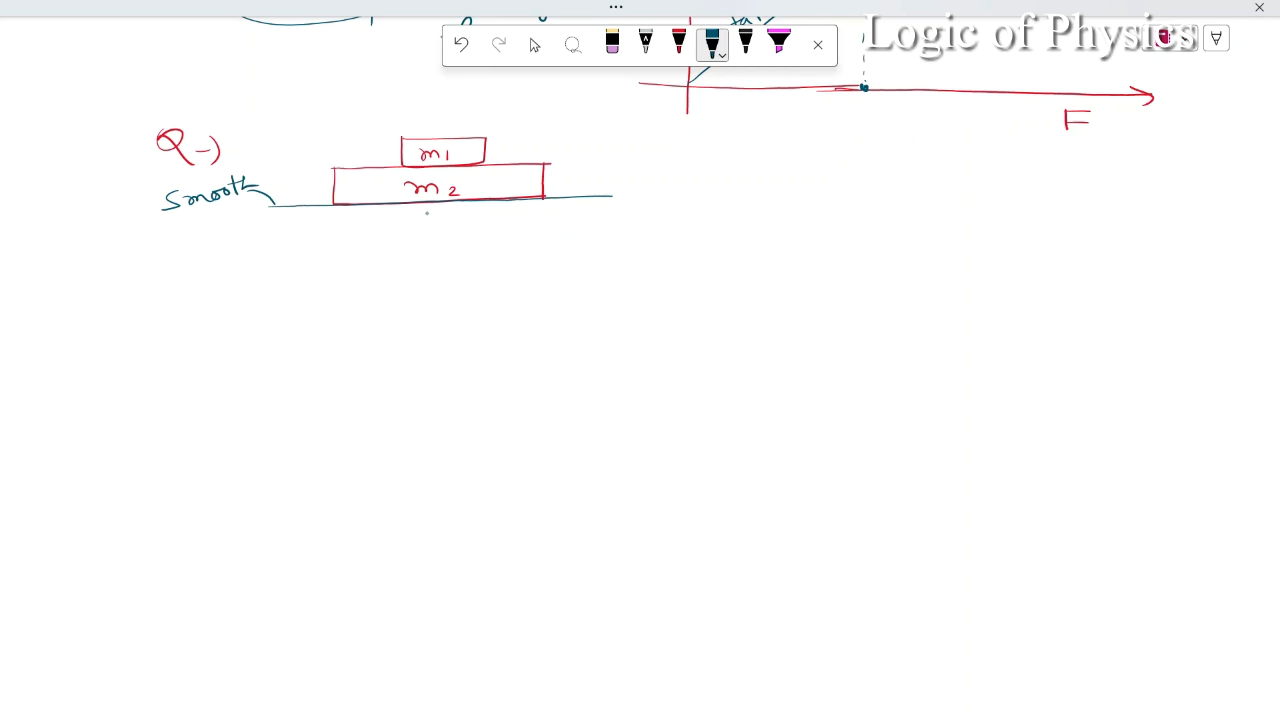 Logic of Physics
F
Q→
m1
smooth
m2